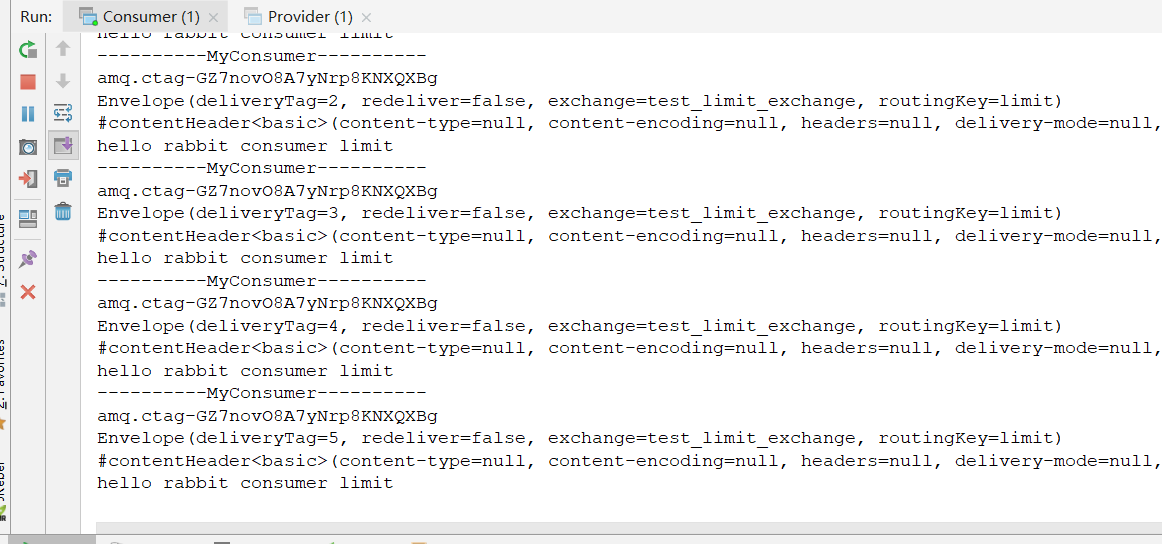 Run: Consumer (1) × Provider (1) ×
hello rabbit consumer limit
----------MyConsumer----------
amq.ctag-GZ7novO8A7yNrp8KNXQXBg
Envelope(deliveryTag=2, redeliver=false, exchange=test_limit_exchange, routingKey=limit)
#contentHeader<basic>(content-type=null, content-encoding=null, headers=null, delivery-mode=null,
hello rabbit consumer limit
----------MyConsumer----------
amq.ctag-GZ7novO8A7yNrp8KNXQXBg
Envelope(deliveryTag=3, redeliver=false, exchange=test_limit_exchange, routingKey=limit)
#contentHeader<basic>(content-type=null, content-encoding=null, headers=null, delivery-mode=null,
hello rabbit consumer limit
----------MyConsumer----------
amq.ctag-GZ7novO8A7yNrp8KNXQXBg
Envelope(deliveryTag=4, redeliver=false, exchange=test_limit_exchange, routingKey=limit)
#contentHeader<basic>(content-type=null, content-encoding=null, headers=null, delivery-mode=null,
hello rabbit consumer limit
----------MyConsumer----------
amq.ctag-GZ7novO8A7yNrp8KNXQXBg
Envelope(deliveryTag=5, redeliver=false, exchange=test_limit_exchange, routingKey=limit)
#contentHeader<basic>(content-type=null, content-encoding=null, headers=null, delivery-mode=null,
hello rabbit consumer limit